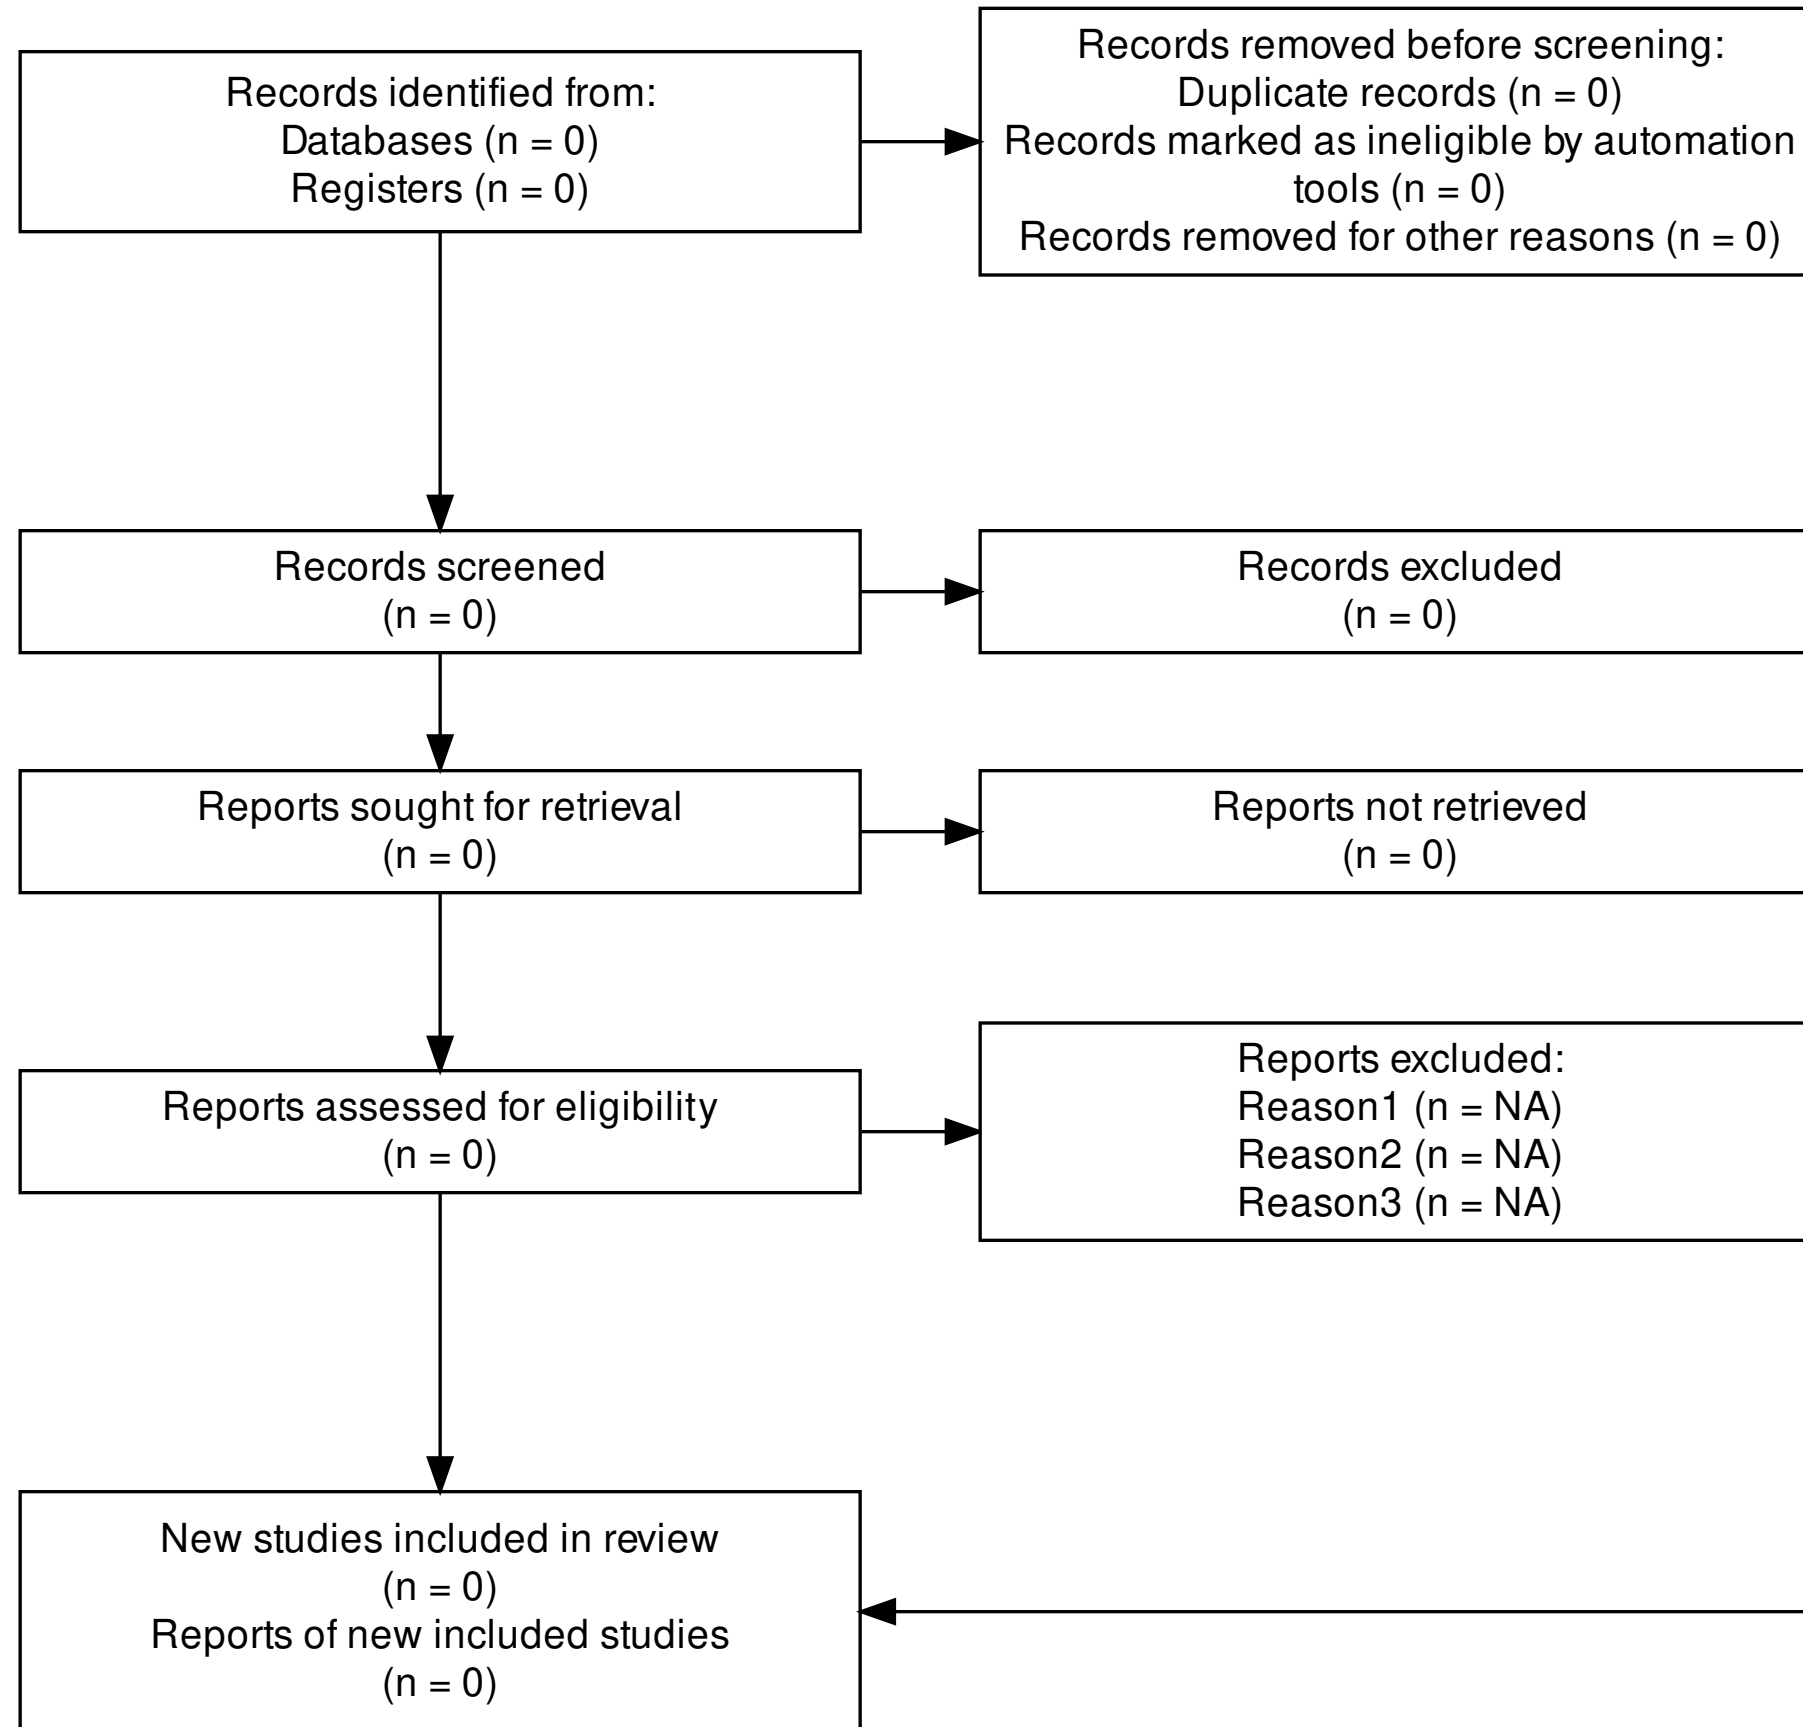 Records identified from:
Databases (n = 0)
Registers (n = 0)
Records removed before screening:
Duplicate records (n = 0)
Records marked as ineligible by automation
tools (n = 0)
Records removed for other reasons (n = 0)
Records screened
(n = 0)
Records excluded
(n = 0)
Reports sought for retrieval
(n = 0)
Reports not retrieved
(n = 0)
Reports assessed for eligibility
(n = 0)
Reports excluded:
Reason1 (n = NA)
Reason2 (n = NA)
Reason3 (n = NA)
New studies included in review
(n = 0)
Reports of new included studies
(n = 0)